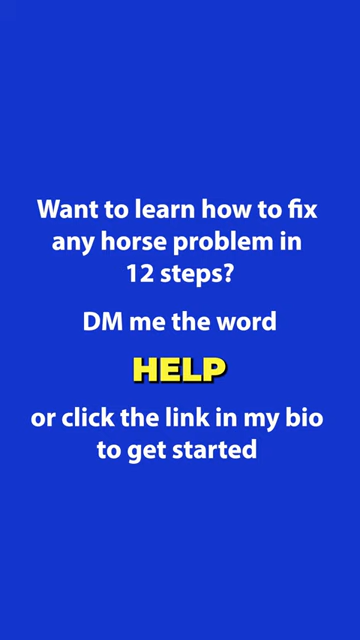 Want to learn how to fix
any horse problem in
12 steps?
DM me the word
HELP
or click the link in my bio
to get started